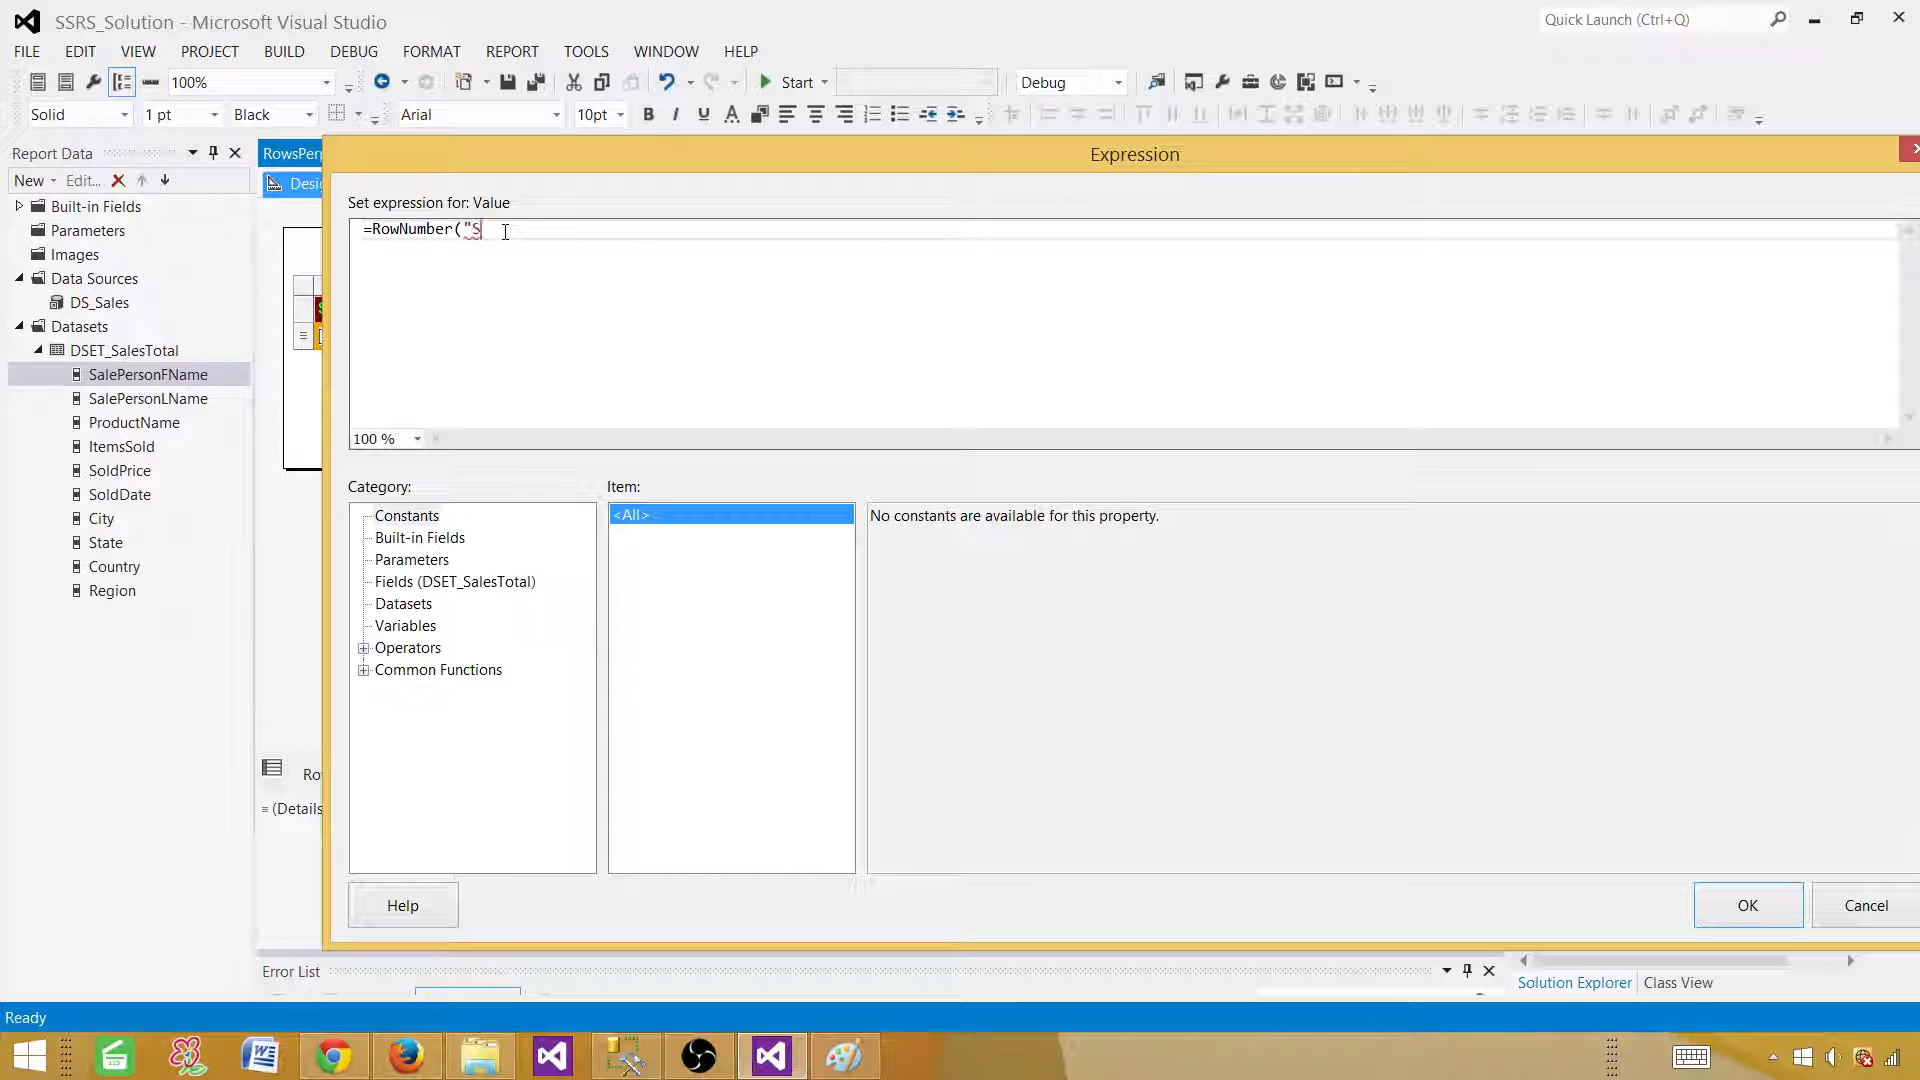 SSRS_Solution - Microsoft Visual Studio
Quick Launch (Ctrl+Q)
FILE EDIT VIEW PROJECT BUILD DEBUG FORMAT REPORT TOOLS WINDOW HELP
100% Start Debug
Solid 1 pt Black Arial 10pt B I U A
Report Data
RowsPerp
Expression
New Edit...
Desi
Built-in Fields
Parameters
Images
Data Sources
DS_Sales
Datasets
DSET_SalesTotal
SalePersonFName
SalePersonLName
ProductName
ItemsSold
SoldPrice
SoldDate
City
State
Country
Region
Set expression for: Value
=RowNumber("S
100 %
Category:
Item:
Constants
Built-in Fields
Parameters
Fields (DSET_SalesTotal)
Datasets
Variables
Operators
Common Functions
<All>
No constants are available for this property.
Ro
(Details
Help
OK
Cancel
Error List
Solution Explorer
Class View
Ready